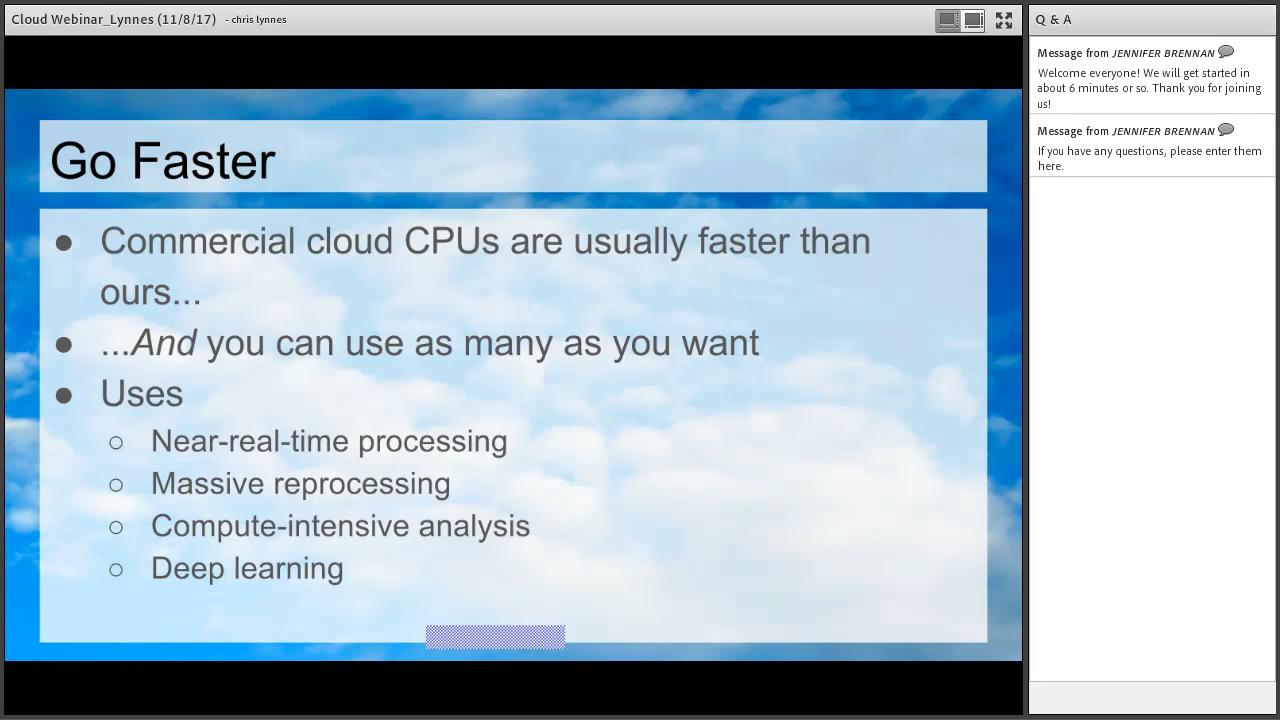 Cloud Webinar_Lynnes (11/8/17) - chris lynnes
Go Faster
● Commercial cloud CPUs are usually faster than
ours...
● ...And you can use as many as you want
● Uses
○ Near-real-time processing
○ Massive reprocessing
○ Compute-intensive analysis
○ Deep learning
Q & A
Message from JENNIFER BRENNAN
Welcome everyone! We will get started in
about 6 minutes or so. Thank you for joining
us!
Message from JENNIFER BRENNAN
If you have any questions, please enter them
here.